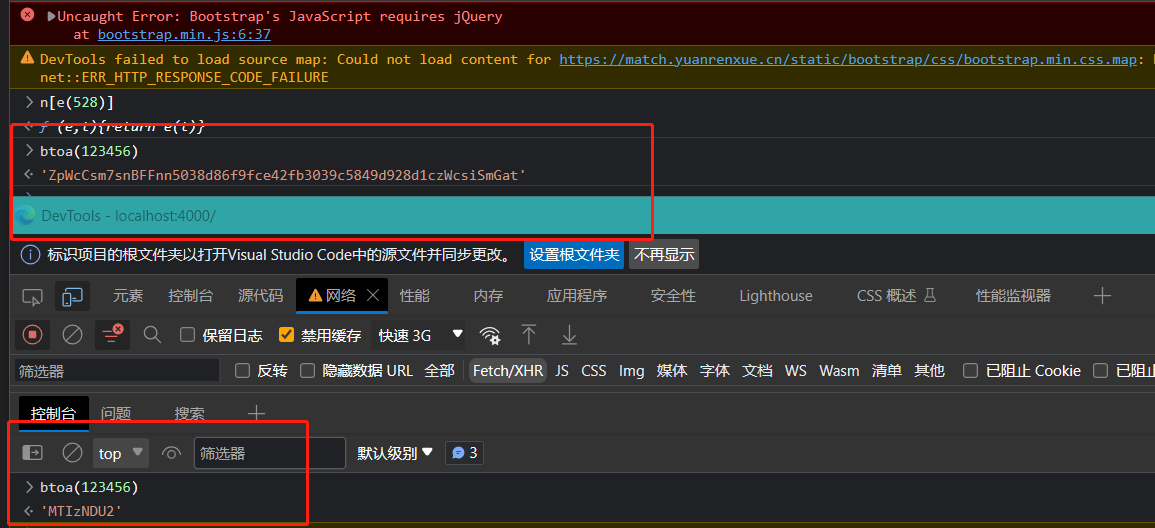 Uncaught Error: Bootstrap's JavaScript requires jQuery
at bootstrap.min.js:6:37
DevTools failed to load source map: Could not load content for https://match.yuanrenxue.cn/static/bootstrap/css/bootstrap.min.css.map:
net::ERR_HTTP_RESPONSE_CODE_FAILURE
n[e(528)]
f (e,t){return e(t)}
btoa(123456)
'ZpWcCsm7snBFFnn5038d86f9fce42fb3039c5849d928d1czWcsiSmGat'
DevTools - localhost:4000/
标识项目的根文件夹以打开Visual Studio Code中的源文件并同步更改。 设置根文件夹 不再显示
元素 控制台 源代码 网络 性能 内存 应用程序 安全性 Lighthouse CSS 概述 性能监视器
保留日志 禁用缓存 快速 3G
筛选器 反转 隐藏数据 URL 全部 Fetch/XHR JS CSS Img 媒体 字体 文档 WS Wasm 清单 其他 已阻止 Cookie 已阻止
控制台 问题 搜索
top 筛选器 默认级别 3
btoa(123456)
'MTIzNDU2'